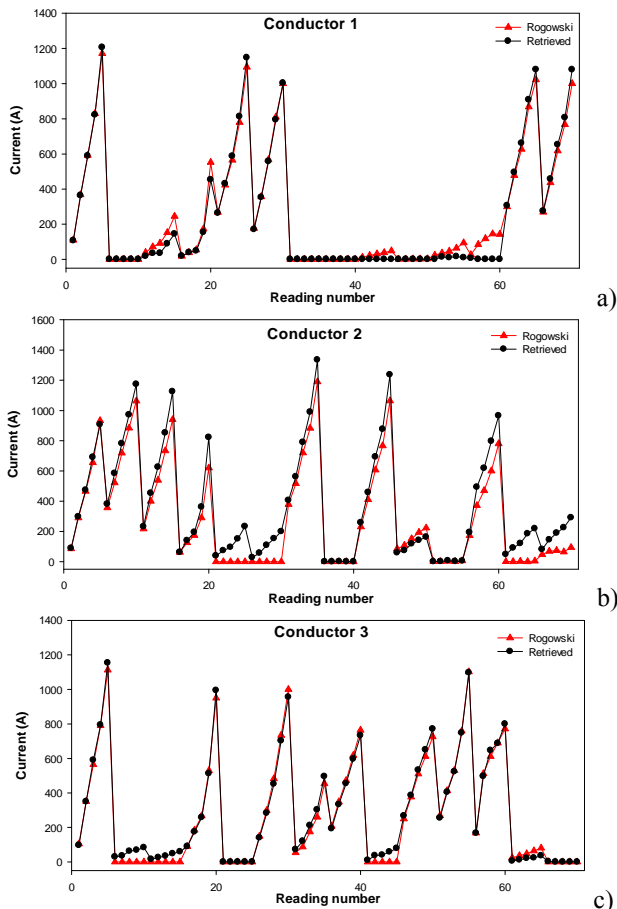 Conductor 1
Rogowski
Retrieved
1400
1200
1000
800
600
400
200
0
Current (A)
0
20
40
60
Reading number
a)
Conductor 2
Rogowski
Retrieved
1600
1400
1200
1000
800
600
400
200
0
Current (A)
0
20
40
60
Reading number
b)
Conductor 3
Rogowski
Retrieved
1400
1200
1000
800
600
400
200
0
Current (A)
0
20
40
60
Reading number
c)